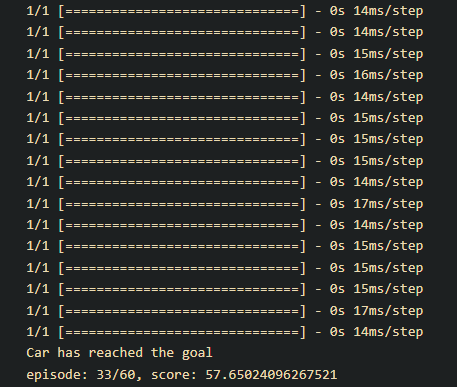 1/1 [==============================] - 0s 14ms/step
1/1 [==============================] - 0s 14ms/step
1/1 [==============================] - 0s 15ms/step
1/1 [==============================] - 0s 16ms/step
1/1 [==============================] - 0s 14ms/step
1/1 [==============================] - 0s 15ms/step
1/1 [==============================] - 0s 15ms/step
1/1 [==============================] - 0s 15ms/step
1/1 [==============================] - 0s 14ms/step
1/1 [==============================] - 0s 17ms/step
1/1 [==============================] - 0s 14ms/step
1/1 [==============================] - 0s 15ms/step
1/1 [==============================] - 0s 15ms/step
1/1 [==============================] - 0s 15ms/step
1/1 [==============================] - 0s 17ms/step
1/1 [==============================] - 0s 14ms/step
Car has reached the goal
episode: 33/60, score: 57.65024096267521